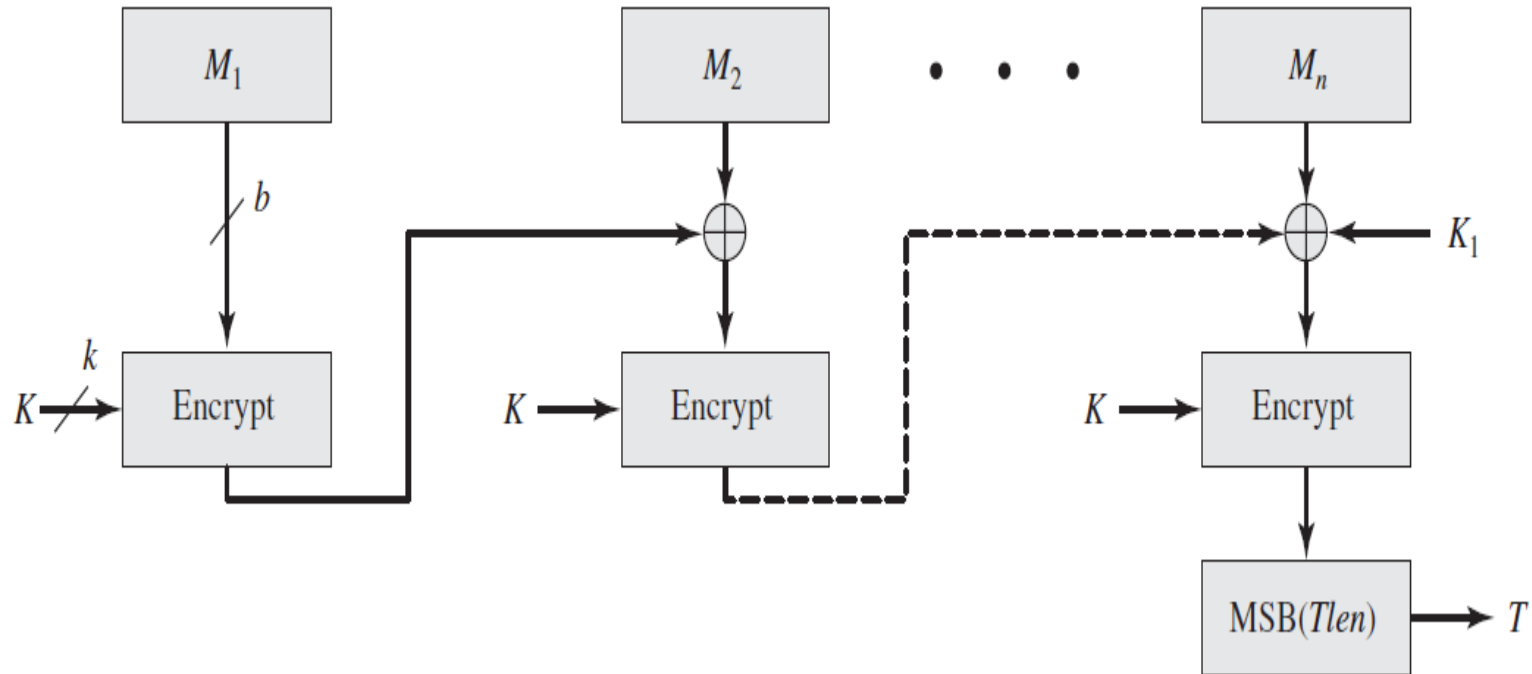 M₁ M₂ • • • Mₙ
b
K₁
k
K Encrypt K Encrypt K Encrypt
MSB(Tlen) T